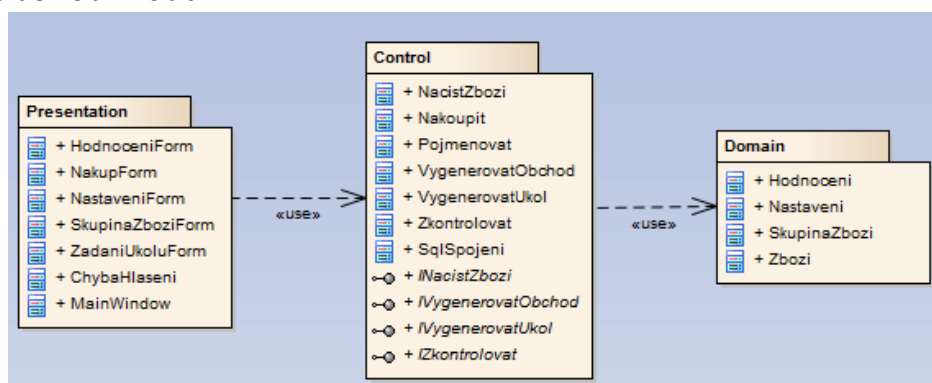 Presentation
+ HodnoceniForm
+ NakupForm
+ NastaveniForm
+ SkupinaZboziForm
+ ZadaniUkoluForm
+ ChybaHlaseni
+ MainWindow
«use»
Control
+ NacistZbozi
+ Nakoupit
+ Pojmenovat
+ VygenerovatObchod
+ VygenerovatUkol
+ Zkontrolovat
+ SqlSpojeni
+ INacistZbozi
+ IVygenerovatObchod
+ IVygenerovatUkol
+ IZkontrolovat
«use»
Domain
+ Hodnoceni
+ Nastaveni
+ SkupinaZbozi
+ Zbozi